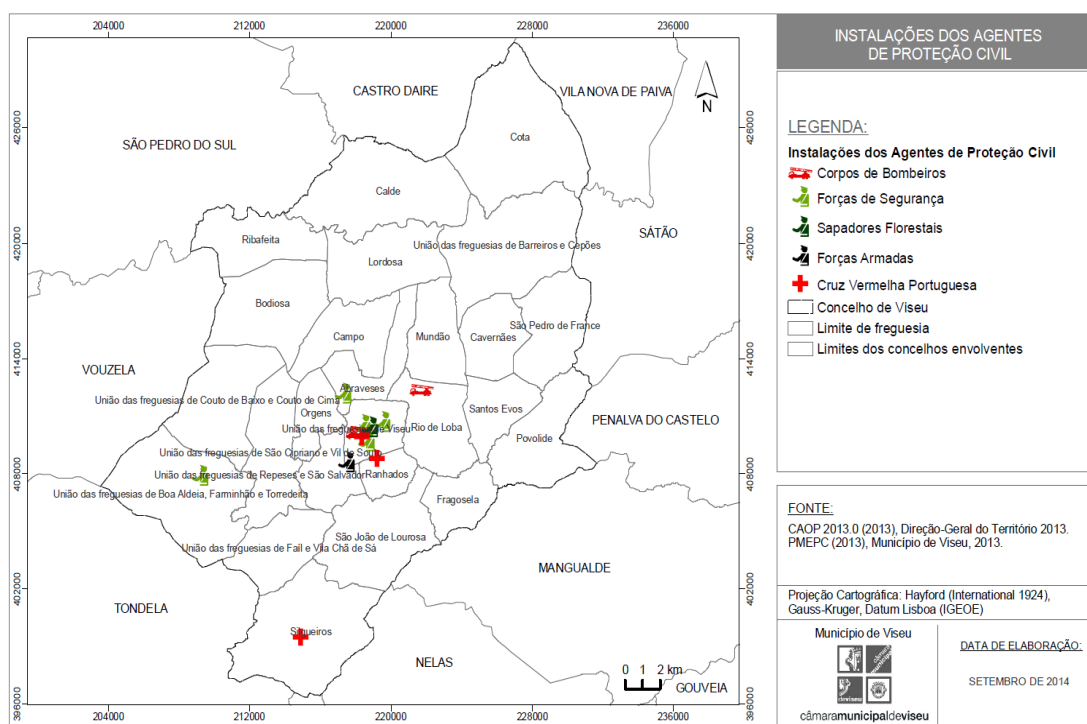 204000 212000 220000 228000 236000
INSTALAÇÕES DOS AGENTES
DE PROTEÇÃO CIVIL
N
CASTRO DAIRE
VILA NOVA DE PAIVA
426000
426000
Cota
SÃO PEDRO DO SUL
Calde
420000
420000
Ribafeita
União das freguesias de Barreiros e Cepões
SÁTÃO
Lordosa
Bodiosa
São Pedro de France
Campo
Mundão
Cavernães
414000
414000
VOUZELA
Abraveses
União das freguesias de Couto de Baixo e Couto de Cima
Orgens
Santos Evos
PENALVA DO CASTELO
União das freguesias de Viseu
Rio de Loba
Povolide
União das freguesias de São Cipriano e Vil de Souto
408000
408000
União das freguesias de Repeses e São Salvador
Ranhados
União das freguesias de Boa Aldeia, Farminhão e Torredeita
Fragosela
São João de Lourosa
União das freguesias de Faíl e Vila Chã de Sá
MANGUALDE
402000
402000
TONDELA
Silgueiros
NELAS
0 1 2 km
GOUVEIA
396000
396000
204000 212000 220000 228000 236000
LEGENDA:
Instalações dos Agentes de Proteção Civil
Corpos de Bombeiros
Forças de Segurança
Sapadores Florestais
Forças Armadas
Cruz Vermelha Portuguesa
Concelho de Viseu
Limite de freguesia
Limites dos concelhos envolventes
FONTE:
CAOP 2013.0 (2013), Direção-Geral do Território 2013.
PMEPC (2013), Município de Viseu, 2013.
Projeção Cartográfica: Hayford (International 1924),
Gauss-Kruger, Datum Lisboa (IGEOE)
Município de Viseu
câmaramunicipaldeviseu
DATA DE ELABORAÇÃO:
SETEMBRO DE 2014